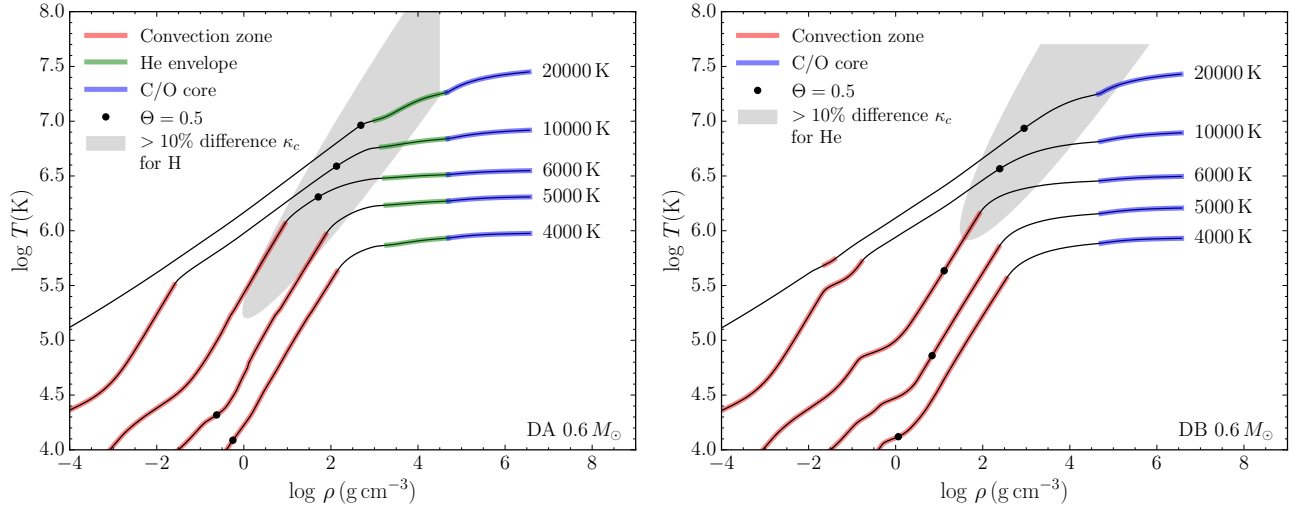 8.0
7.5
7.0
6.5
6.0
5.5
5.0
4.5
4.0
log T (K)
−4
−2
0
2
4
6
8
log ρ (g cm⁻³)
Convection zone
He envelope
C/O core
Θ = 0.5
> 10% difference κ_c
for H
20000 K
10000 K
6000 K
5000 K
4000 K
DA 0.6 M⊙
8.0
7.5
7.0
6.5
6.0
5.5
5.0
4.5
4.0
log T (K)
−4
−2
0
2
4
6
8
log ρ (g cm⁻³)
Convection zone
C/O core
Θ = 0.5
> 10% difference κ_c
for He
20000 K
10000 K
6000 K
5000 K
4000 K
DB 0.6 M⊙